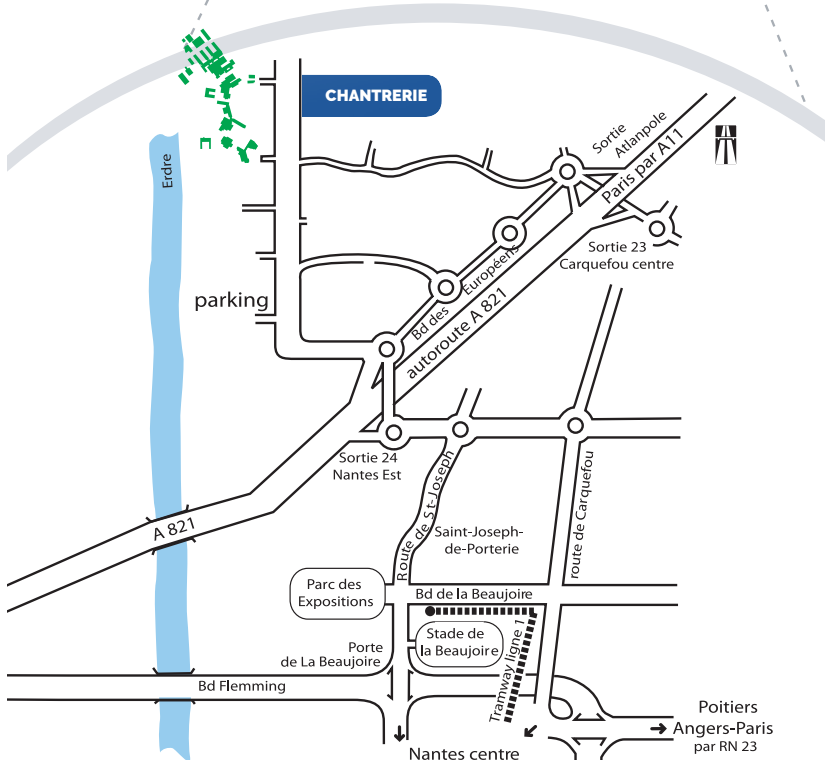 CHANTRERIE
Sortie
Atlanpole
Paris par A11
Erdre
Sortie 23
Carquefou centre
parking
Bd des Européens
autoroute A 821
Sortie 24
Nantes Est
A 821
Route de St-Joseph
Saint-Joseph-
de-Porterie
route de Carquefou
Parc des
Expositions
Bd de la Beaujoire
Stade de
la Beaujoire
Porte
de La Beaujoire
Tramway ligne 1
Bd Flemming
Poitiers
Angers-Paris
par RN 23
Nantes centre